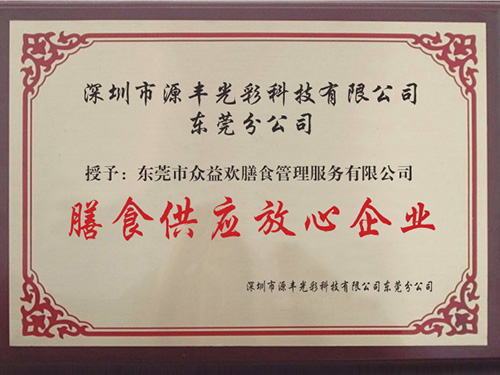 深圳市源丰光彩科技有限公司
东莞分公司
授予：东莞市众益欢膳食管理服务有限公司
膳食供应放心企业
深圳市源丰光彩科技有限公司东莞分公司